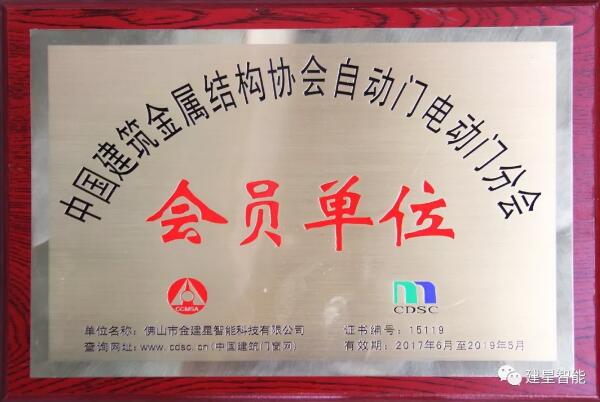 中国建筑金属结构协会自动门电动门分会
会员单位
CCMSA
CDSC
单位名称：佛山市合建星智能科技有限公司
证书编号：15119
查询网址：www.cdsc.cn(中国建筑门窗网)
有效期：2017年6月至2019年5月
建星智能